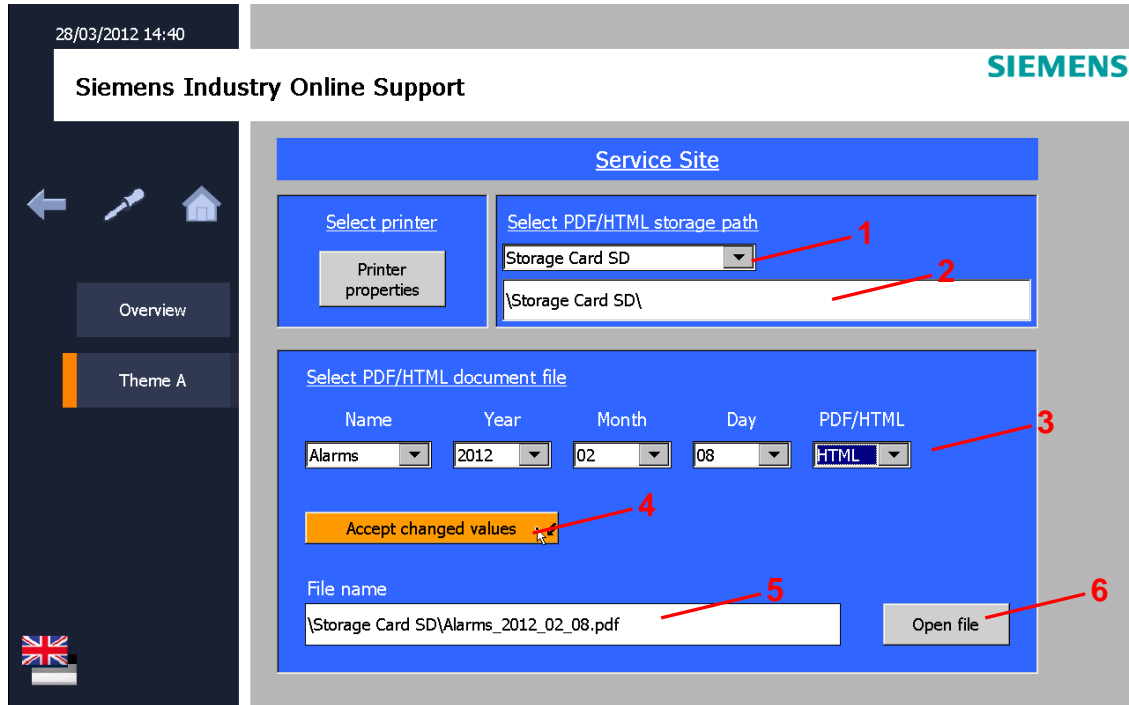 28/03/2012 14:40
SIEMENS
Siemens Industry Online Support
Service Site
Select printer
Printer
properties
Select PDF/HTML storage path
1
Storage Card SD
2
\Storage Card SD\
Overview
Theme A
Select PDF/HTML document file
Name Year Month Day PDF/HTML
3
Alarms 2012 02 08 HTML
4
Accept changed values
File name
5
6
\Storage Card SD\Alarms_2012_02_08.pdf
Open file